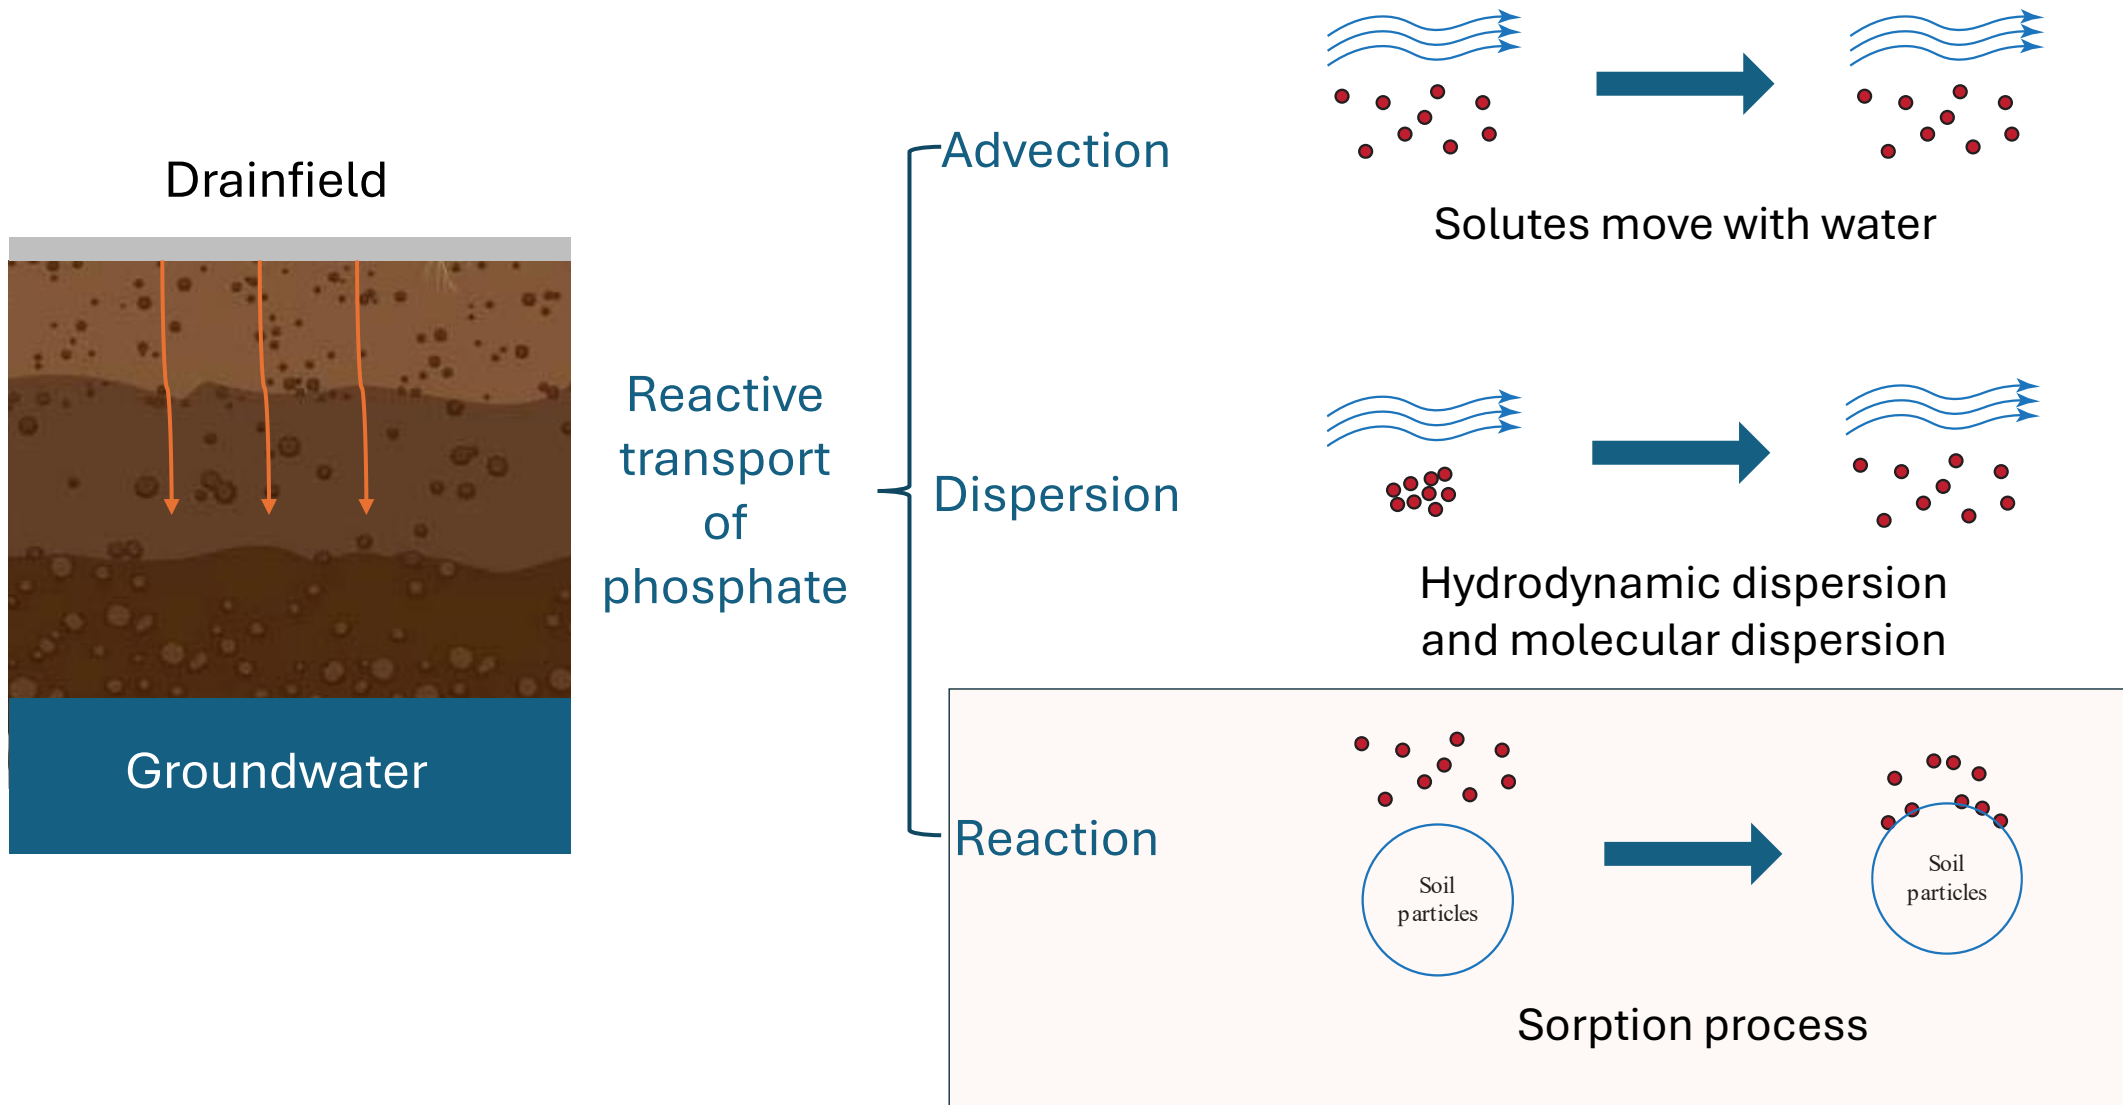 Drainfield
Groundwater
Reactive
transport
of
phosphate
Advection
Solutes move with water
Dispersion
Hydrodynamic dispersion
and molecular dispersion
Reaction
Soil
particles
Soil
particles
Sorption process